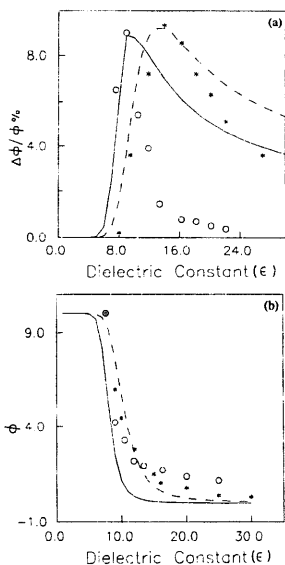 (a)
8.0
4.0
0.0
Δϕ/ϕ%
0.0 8.0 16.0 24.0
Dielectric Constant(ϵ)
(b)
9.0
4.0
-1.0
ϕ
0.0 10.0 20.0 30.0
Dielectric Constant(ϵ)